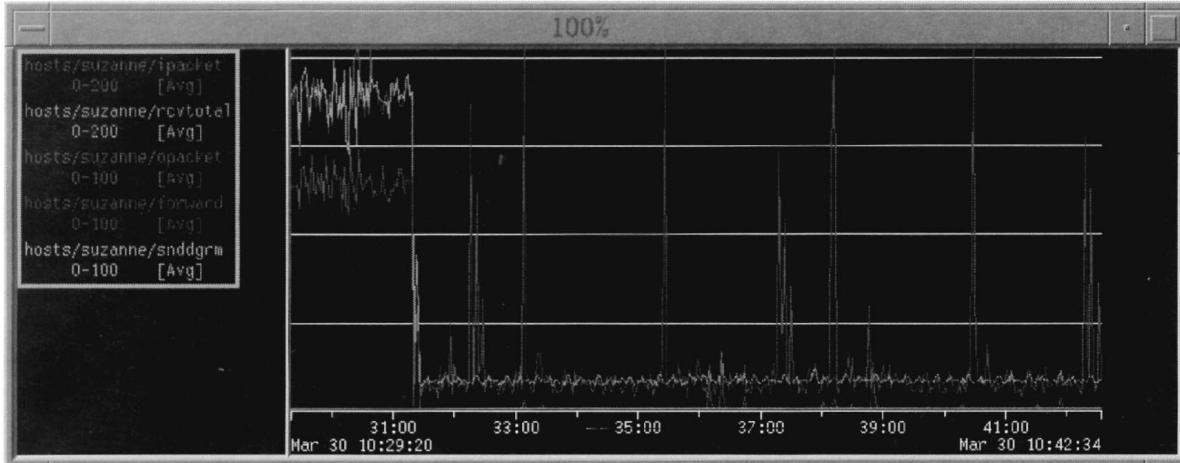 100%
hosts/suzanne/ipacket
0-200 [Avg]
hosts/suzanne/rcvtotal
0-200 [Avg]
hosts/suzanne/opacket
0-100 [Avg]
hosts/suzanne/forward
0-100 [Avg]
hosts/suzanne/snddgrm
0-100 [Avg]
31:00 33:00 35:00 37:00 39:00 41:00
Mar 30 10:29:20 Mar 30 10:42:34